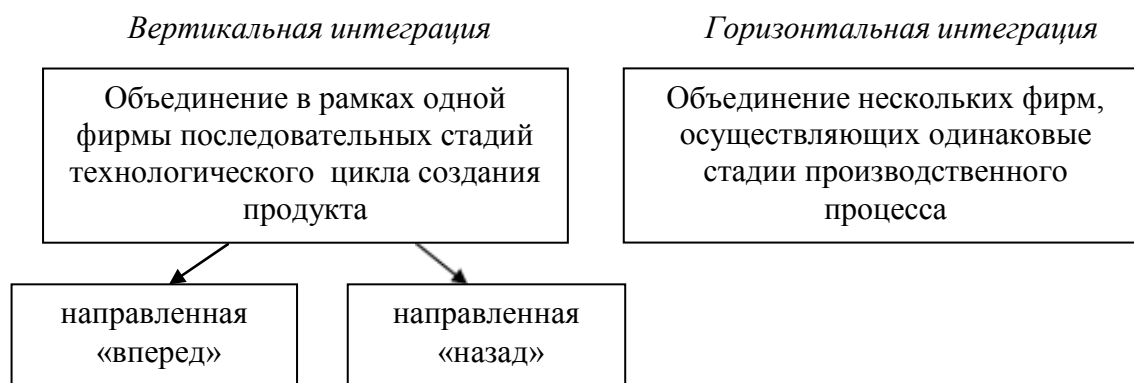 Вертикальная интеграция
Объединение в рамках одной
фирмы последовательных стадий
технологического цикла создания
продукта
направленная
«вперед»
направленная
«назад»
Горизонтальная интеграция
Объединение нескольких фирм,
осуществляющих одинаковые
стадии производственного
процесса